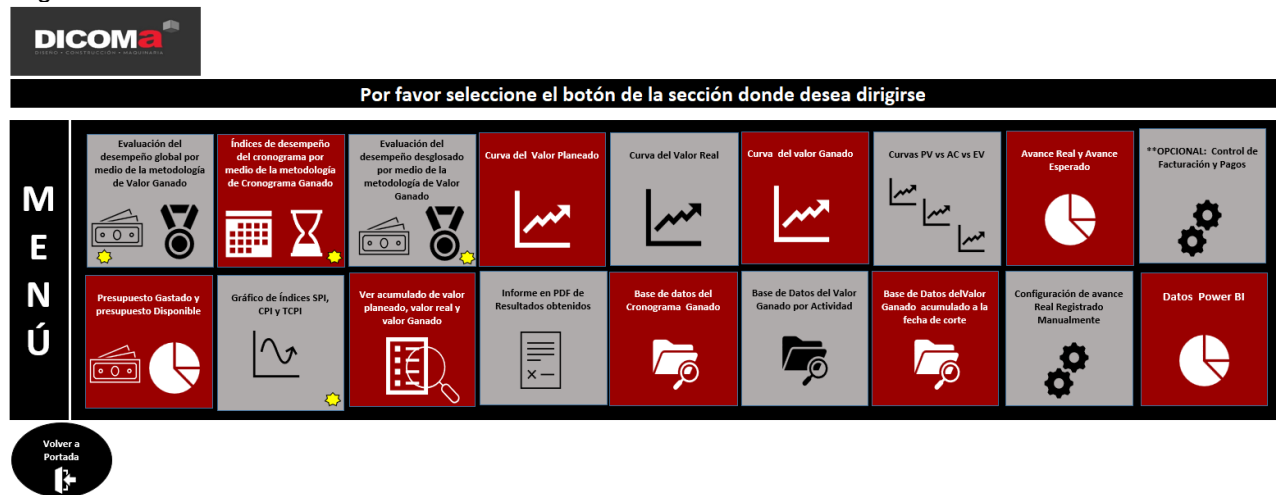 DICOMa
DISEÑO • CONSTRUCCIÓN • MAQUINARIA
Por favor seleccione el botón de la sección donde desea dirigirse
MENÚ
Evaluación del
desempeño global por
medio de la metodología
de Valor Ganado
Índices de desempeño
del cronograma por
medio de la metodología
de Cronograma Ganado
Evaluación del
desempeño desglosado
por medio de la
metodología de Valor
Ganado
Curva del Valor Planeado
Curva del Valor Real
Curva del valor Ganado
Curvas PV vs AC vs EV
Avance Real y Avance
Esperado
**OPCIONAL: Control de
Facturación y Pagos
Presupuesto Gastado y
presupuesto Disponible
Gráfico de Índices SPI,
CPI y TCPI
Ver acumulado de valor
planeado, valor real y
valor Ganado
Informe en PDF de
Resultados obtenidos
Base de datos del
Cronograma Ganado
Base de Datos del Valor
Ganado por Actividad
Base de Datos delValor
Ganado acumulado a la
fecha de corte
Configuración de avance
Real Registrado
Manualmente
Datos Power BI
Volver a
Portada